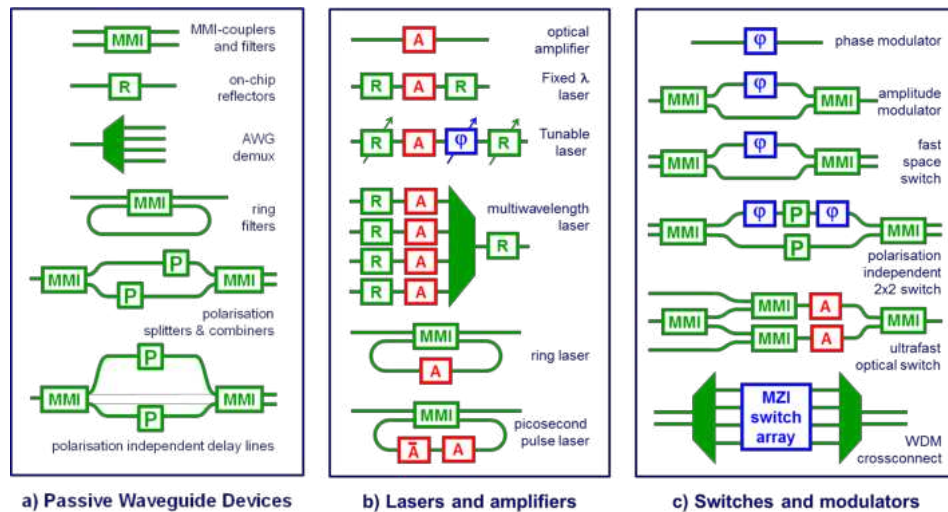 MMI
MMI-couplers
and filters
R
on-chip
reflectors
AWG
demux
MMI
ring
filters
P
MMI
MMI
P
polarisation
splitters & combiners
P
MMI
MMI
P
polarisation independent delay lines
a) Passive Waveguide Devices
A
optical
amplifier
R A R
Fixed λ
laser
R A φ R
Tunable
laser
R A
R A
multiwavelength
laser
R
R A
R A
MMI
ring laser
A
MMI
picosecond
pulse laser
Ā A
b) Lasers and amplifiers
φ
phase modulator
φ
MMI
MMI
amplitude
modulator
φ
MMI
MMI
fast
space
switch
φ P φ
MMI
MMI
P
polarisation
independent
2x2 switch
MMI A
MMI
MMI
MMI A
ultrafast
optical switch
MZI
switch
array
WDM
crossconnect
c) Switches and modulators